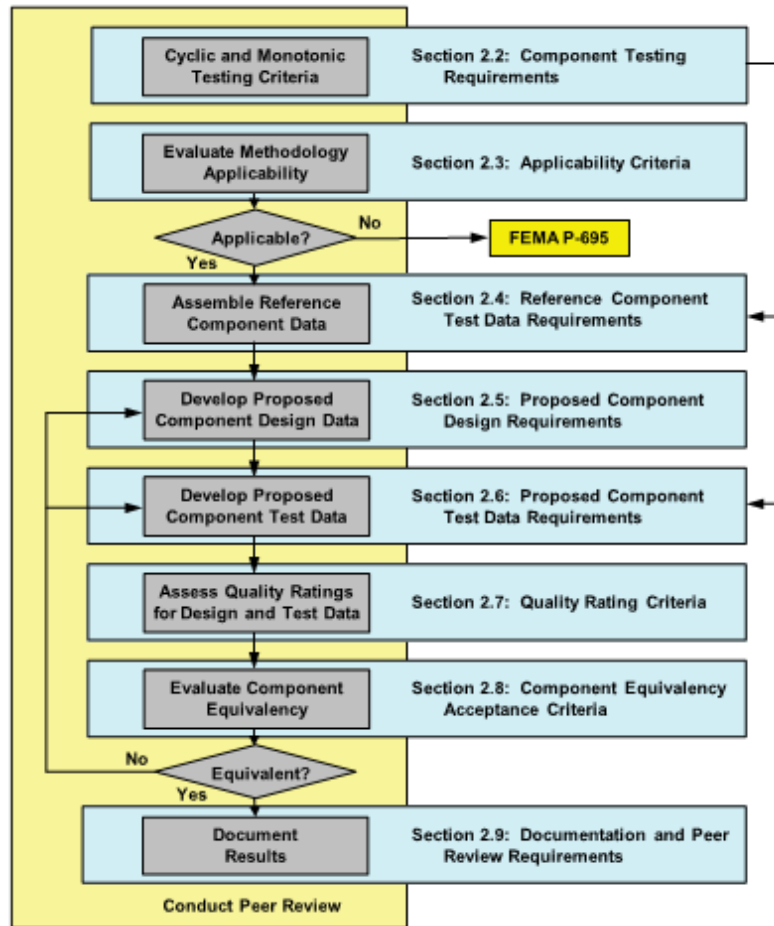 Cyclic and Monotonic
Testing Criteria
Section 2.2: Component Testing
Requirements
Evaluate Methodology
Applicability
Section 2.3: Applicability Criteria
Applicable?
No
FEMA P-695
Yes
Assemble Reference
Component Data
Section 2.4: Reference Component
Test Data Requirements
Develop Proposed
Component Design Data
Section 2.5: Proposed Component
Design Requirements
Develop Proposed
Component Test Data
Section 2.6: Proposed Component
Test Data Requirements
Assess Quality Ratings
for Design and Test Data
Section 2.7: Quality Rating Criteria
Evaluate Component
Equivalency
Section 2.8: Component Equivalency
Acceptance Criteria
No
Equivalent?
Yes
Document
Results
Section 2.9: Documentation and Peer
Review Requirements
Conduct Peer Review